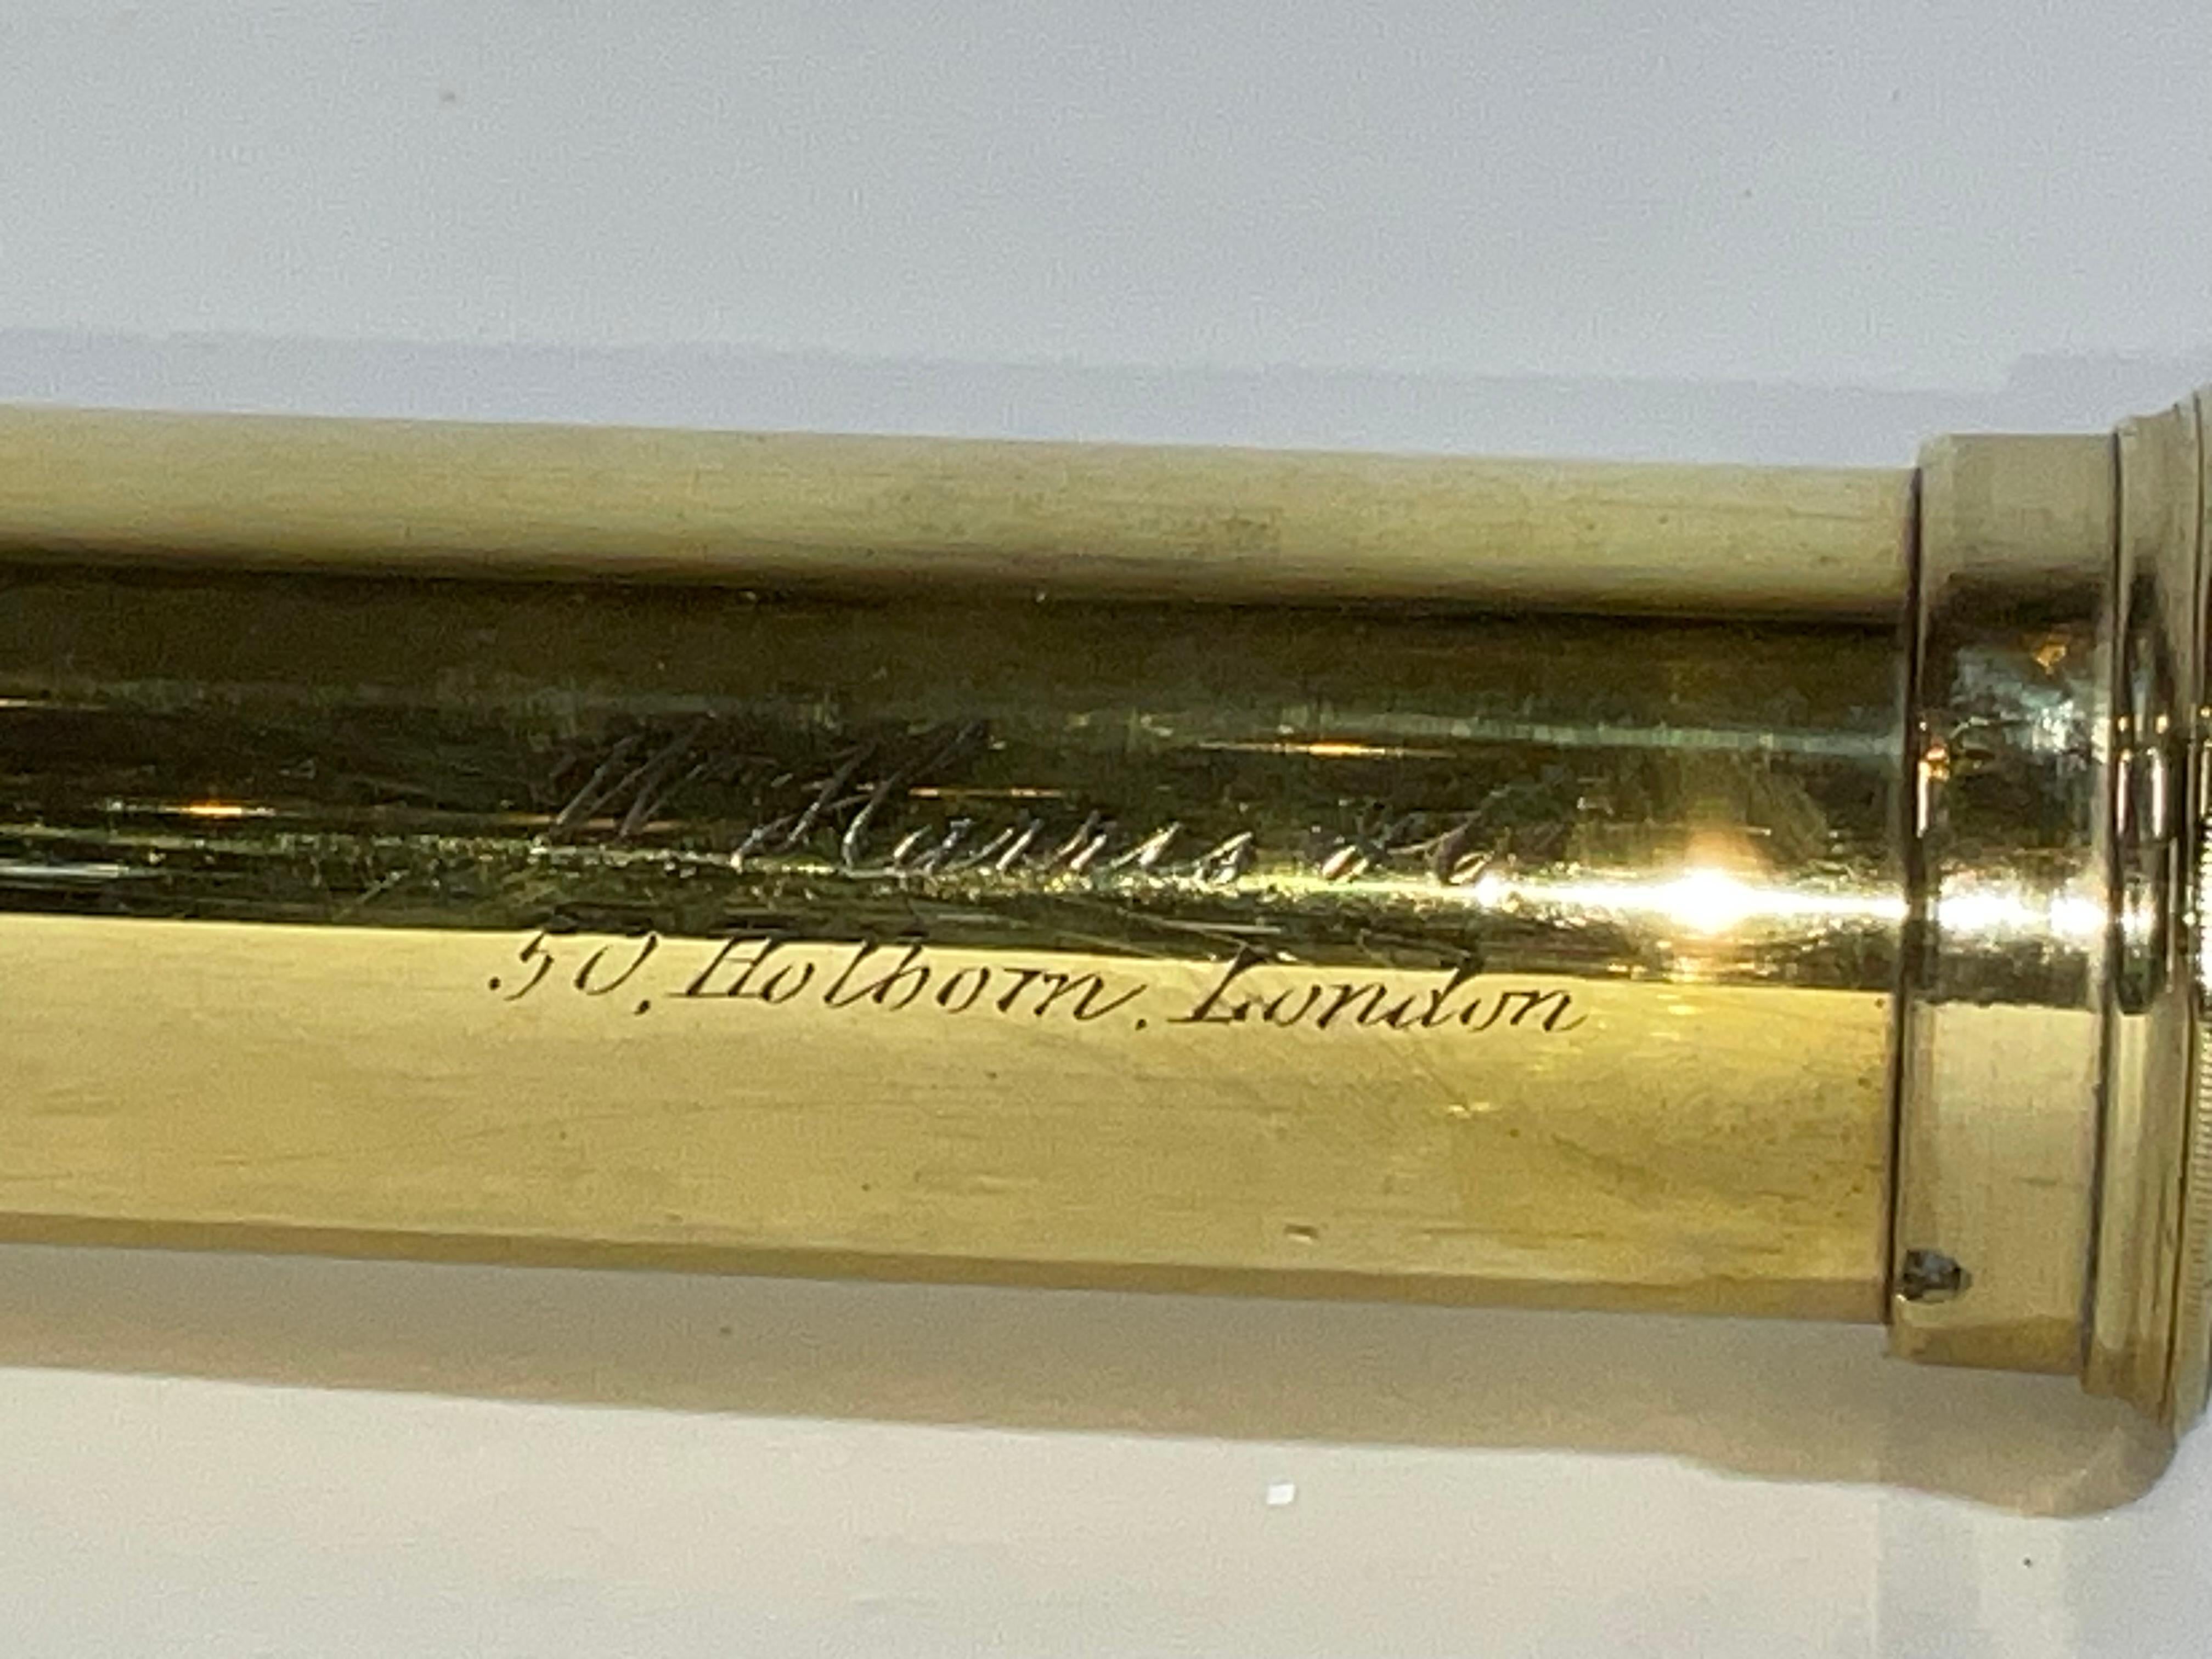 Wm Harris & Co
50, Holborn, London